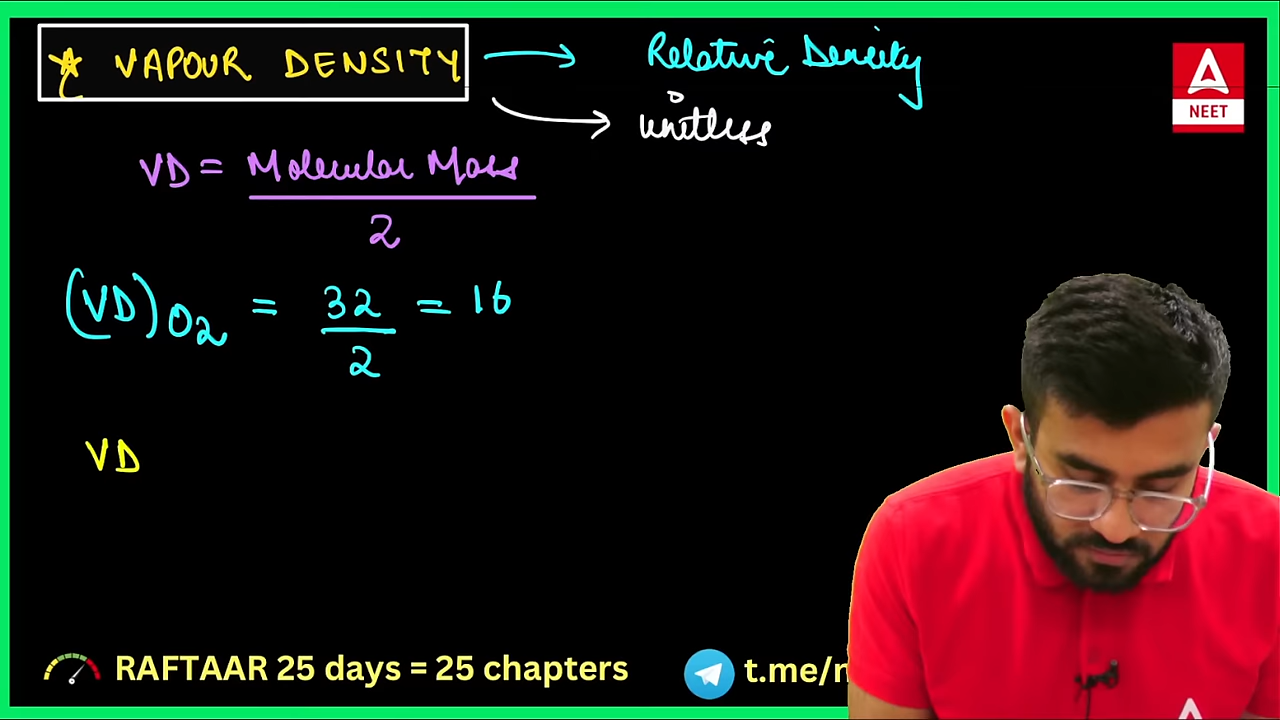 ★ VAPOUR DENSITY → Relative Density
→ unitless
A
NEET
VD = Molecular Mass
2
(VD)O₂ = 32 = 16
2
VD
RAFTAAR 25 days = 25 chapters
t.me/